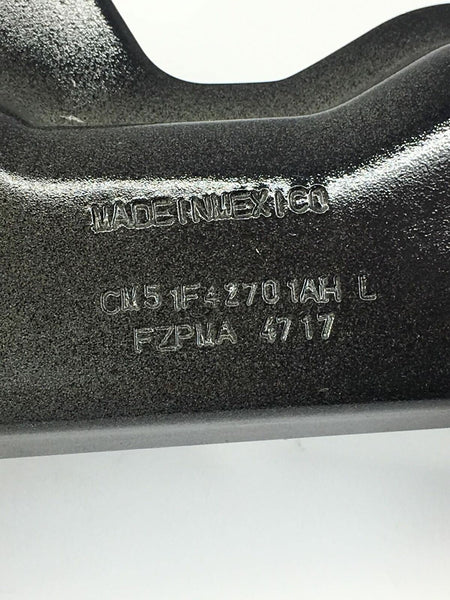 MADE IN MEXICO
CM51F42701AH L
FZPMA 4717